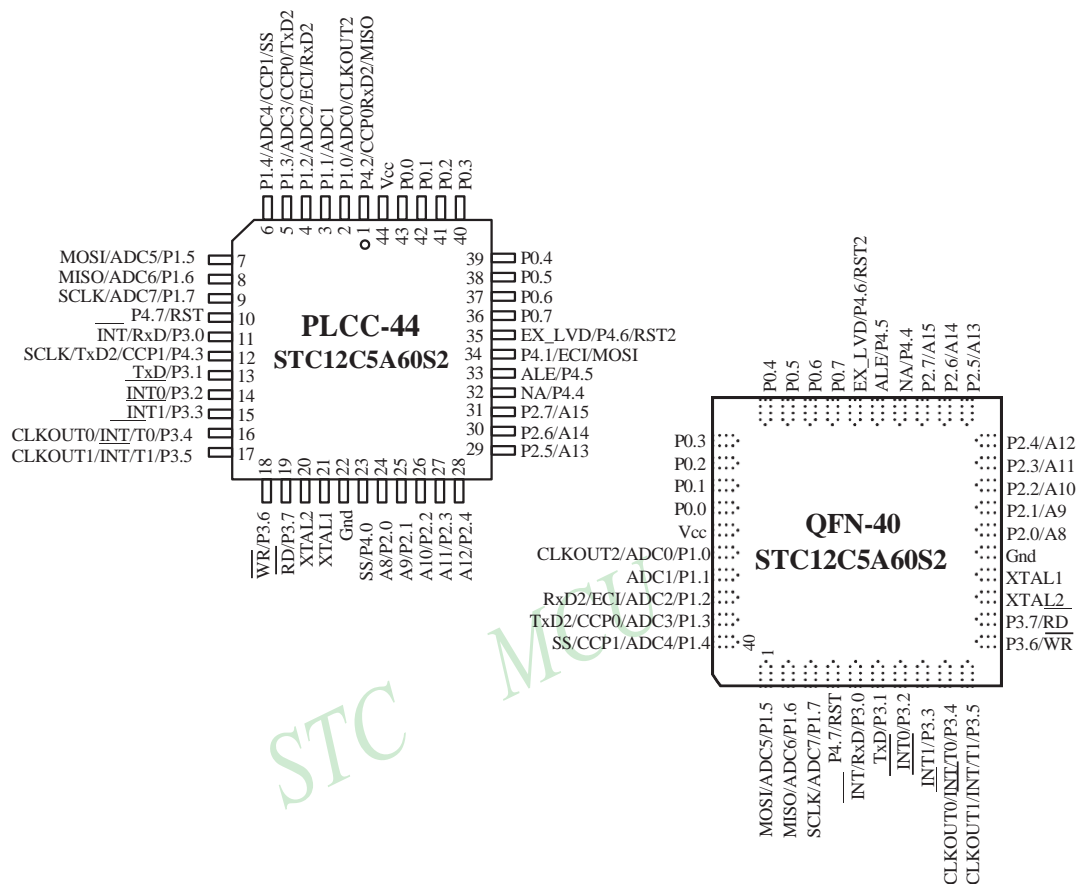 P1.4/ADC4/CCP1/SS
P1.3/ADC3/CCP0/TxD2
P1.2/ADC2/ECI/RxD2
P1.1/ADC1
P1.0/ADC0/CLKOUT2
P4.2/CCP0RxD2/MISO
Vcc
P0.0
P0.1
P0.2
P0.3
6
5
4
3
2
1
44
43
42
41
40
MOSI/ADC5/P1.5 7
MISO/ADC6/P1.6 8
SCLK/ADC7/P1.7 9
P4.7/RST 10
INT/RxD/P3.0 11
SCLK/TxD2/CCP1/P4.3 12
TxD/P3.1 13
INT0/P3.2 14
INT1/P3.3 15
CLKOUT0/INT/T0/P3.4 16
CLKOUT1/INT/T1/P3.5 17
PLCC-44
STC12C5A60S2
39 P0.4
38 P0.5
37 P0.6
36 P0.7
35 EX_LVD/P4.6/RST2
34 P4.1/ECI/MOSI
33 ALE/P4.5
32 NA/P4.4
31 P2.7/A15
30 P2.6/A14
29 P2.5/A13
18
19
20
21
22
23
24
25
26
27
28
WR/P3.6
RD/P3.7
XTAL2
XTAL1
Gnd
SS/P4.0
A8/P2.0
A9/P2.1
A10/P2.2
A11/P2.3
A12/P2.4
P0.4
P0.5
P0.6
P0.7
EX_LVD/P4.6/RST2
ALE/P4.5
NA/P4.4
P2.7/A15
P2.6/A14
P2.5/A13
P0.3
P0.2
P0.1
P0.0
Vcc
CLKOUT2/ADC0/P1.0
ADC1/P1.1
RxD2/ECI/ADC2/P1.2
TxD2/CCP0/ADC3/P1.3
SS/CCP1/ADC4/P1.4
40
1
QFN-40
STC12C5A60S2
P2.4/A12
P2.3/A11
P2.2/A10
P2.1/A9
P2.0/A8
Gnd
XTAL1
XTAL2
P3.7/RD
P3.6/WR
MOSI/ADC5/P1.5
MISO/ADC6/P1.6
SCLK/ADC7/P1.7
P4.7/RST
INT/RxD/P3.0
TxD/P3.1
INT0/P3.2
INT1/P3.3
CLKOUT0/INT/T0/P3.4
CLKOUT1/INT/T1/P3.5
STC MCU